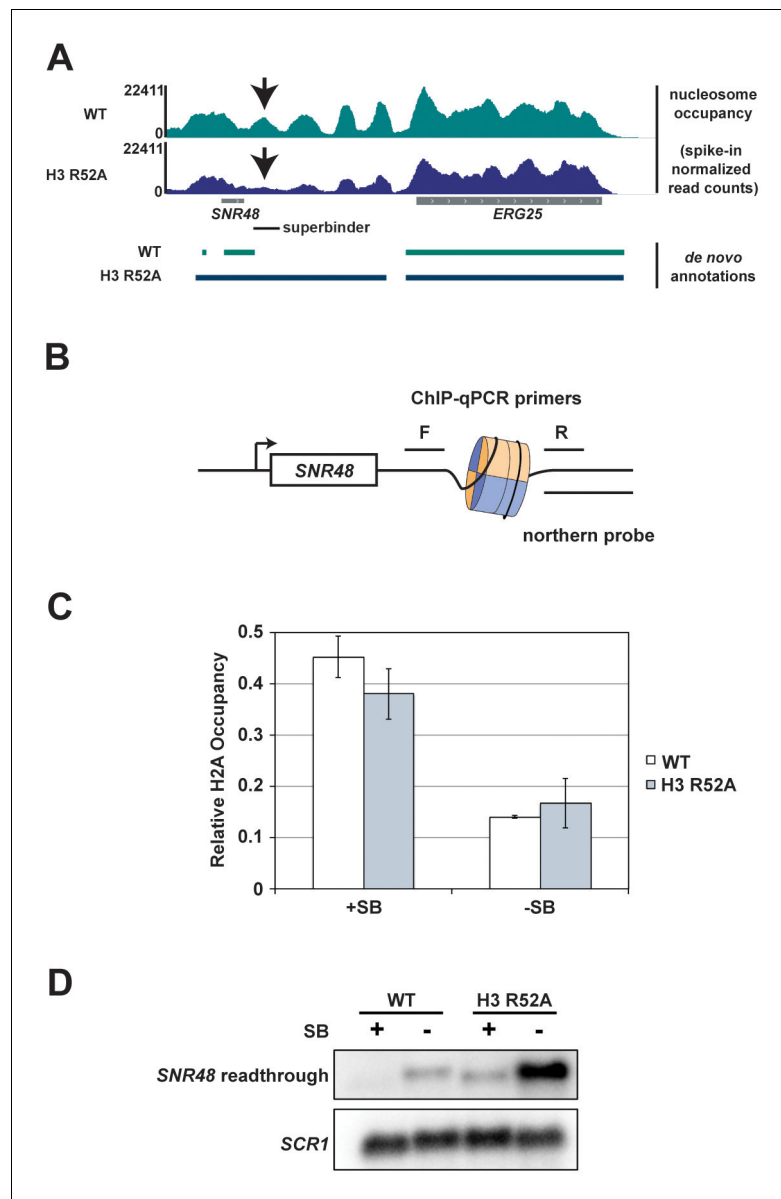 A
22411
WT
0
22411
H3 R52A
0
nucleosome
occupancy
(spike-in
normalized
read counts)
SNR48
ERG25
superbinder
WT
H3 R52A
de novo
annotations
B
ChIP-qPCR primers
F
R
SNR48
northern probe
C
Relative H2A Occupancy
0.5
0.4
0.3
0.2
0.1
0
+SB
-SB
WT
H3 R52A
D
WT
H3 R52A
SB
+
-
+
-
SNR48 readthrough
SCR1